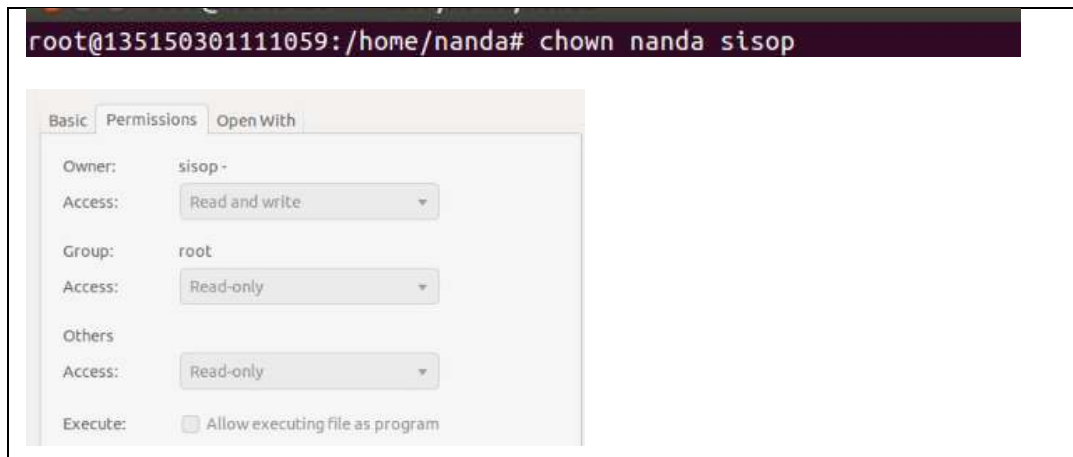 root@135150301111059:/home/nanda# chown nanda sisop
Basic Permissions Open With
Owner: sisop -
Access: Read and write
Group: root
Access: Read-only
Others
Access: Read-only
Execute: Allow executing file as program